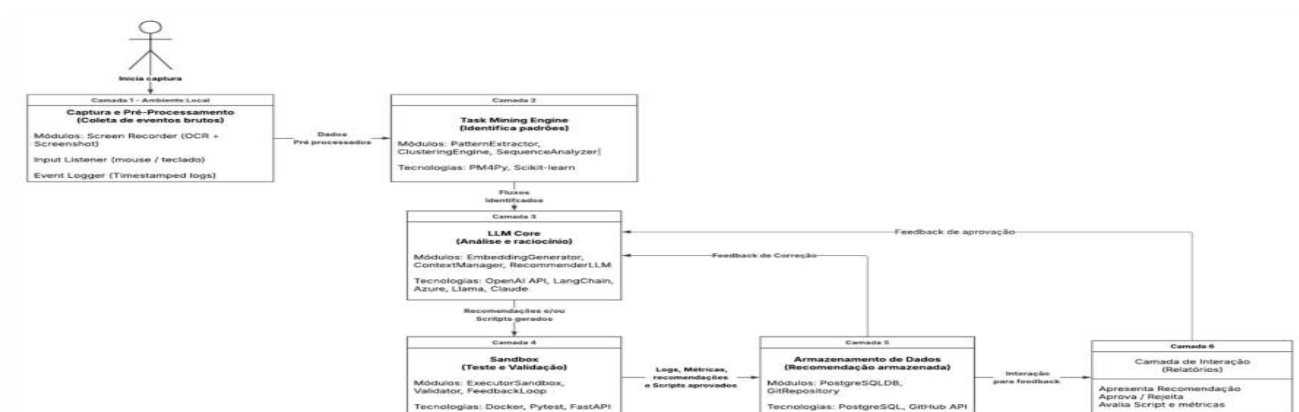 Inicia captura
Camada 1 - Ambiente Local
Captura e Pré-Processamento
(Coleta de eventos brutos)
Módulos: Screen Recorder (OCR +
Screenshot)
Input Listener (mouse / teclado)
Event Logger (Timestamped logs)
Dados
Pré processados
Camada 2
Task Mining Engine
(Identifica padrões)
Módulos: PatternExtractor,
ClusteringEngine, SequenceAnalyzer
Tecnologias: PM4Py, Scikit-learn
Fluxos
Identifcados
Camada 3
LLM Core
(Análise e raciocínio)
Módulos: EmbeddingGenerator,
ContextManager, RecommenderLLM
Tecnologias: OpenAI API, LangChain,
Azure, Llama, Claude
Feedback de aprovação
Feedback de Correção
Recomendações e/ou
Scritpts gerados
Camada 4
Sandbox
(Teste e Validação)
Módulos: ExecutorSandbox,
Validator, FeedbackLoop
Tecnologias: Docker, Pytest, FastAPI
Logs, Métricas,
recomendações
e Scripts aprovados
Camada 5
Armazenamento de Dados
(Recomendação armazenada)
Módulos: PostgreSQLDB,
GitRepository
Tecnologias: PostgreSQL, GitHub API
Interação
para feedback
Camada 6
Camada de Interação
(Relatórios)
Apresenta Recomendação
Aprova / Rejeita
Avalia Script e métricas